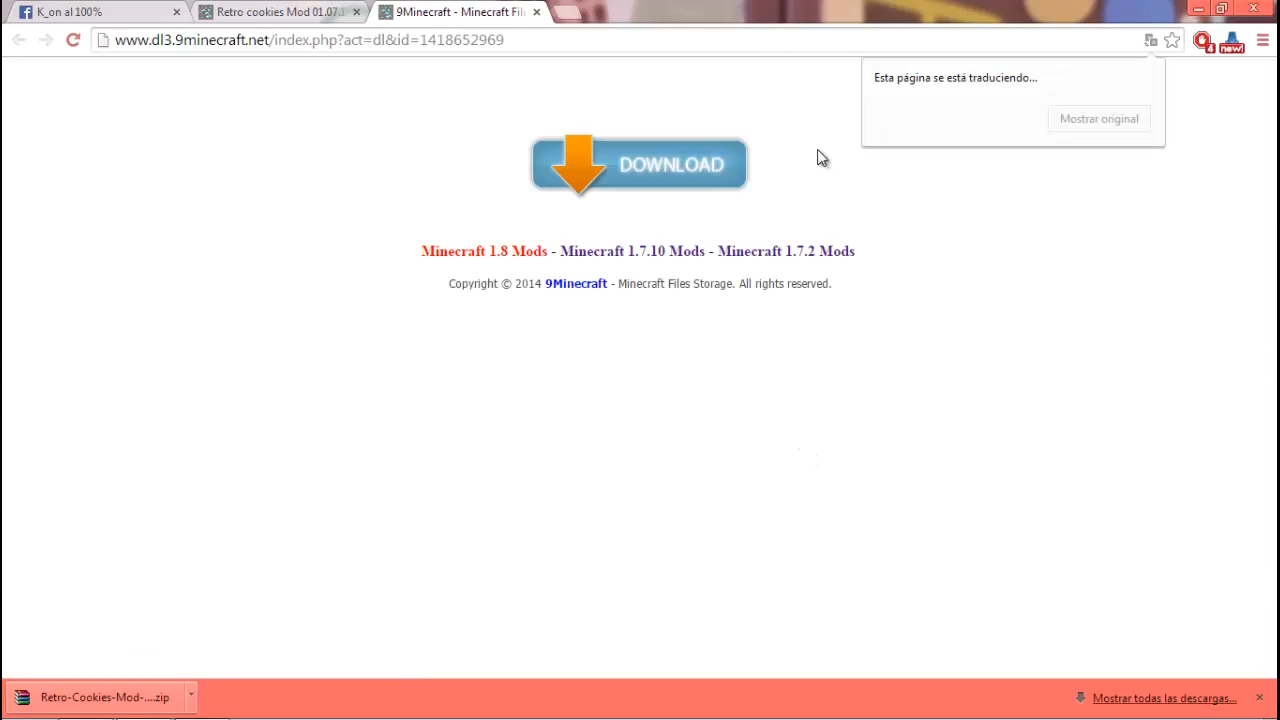 K_on al 100%
Retro cookies Mod 01.07.1
9Minecraft - Minecraft Fil
www.dl3.9minecraft.net/index.php?act=dl&id=1418652969
4
new!
Esta página se está traduciendo...
Mostrar original
DOWNLOAD
Minecraft 1.8 Mods - Minecraft 1.7.10 Mods - Minecraft 1.7.2 Mods
Copyright © 2014 9Minecraft - Minecraft Files Storage. All rights reserved.
Retro-Cookies-Mod-....zip
Mostrar todas las descargas...